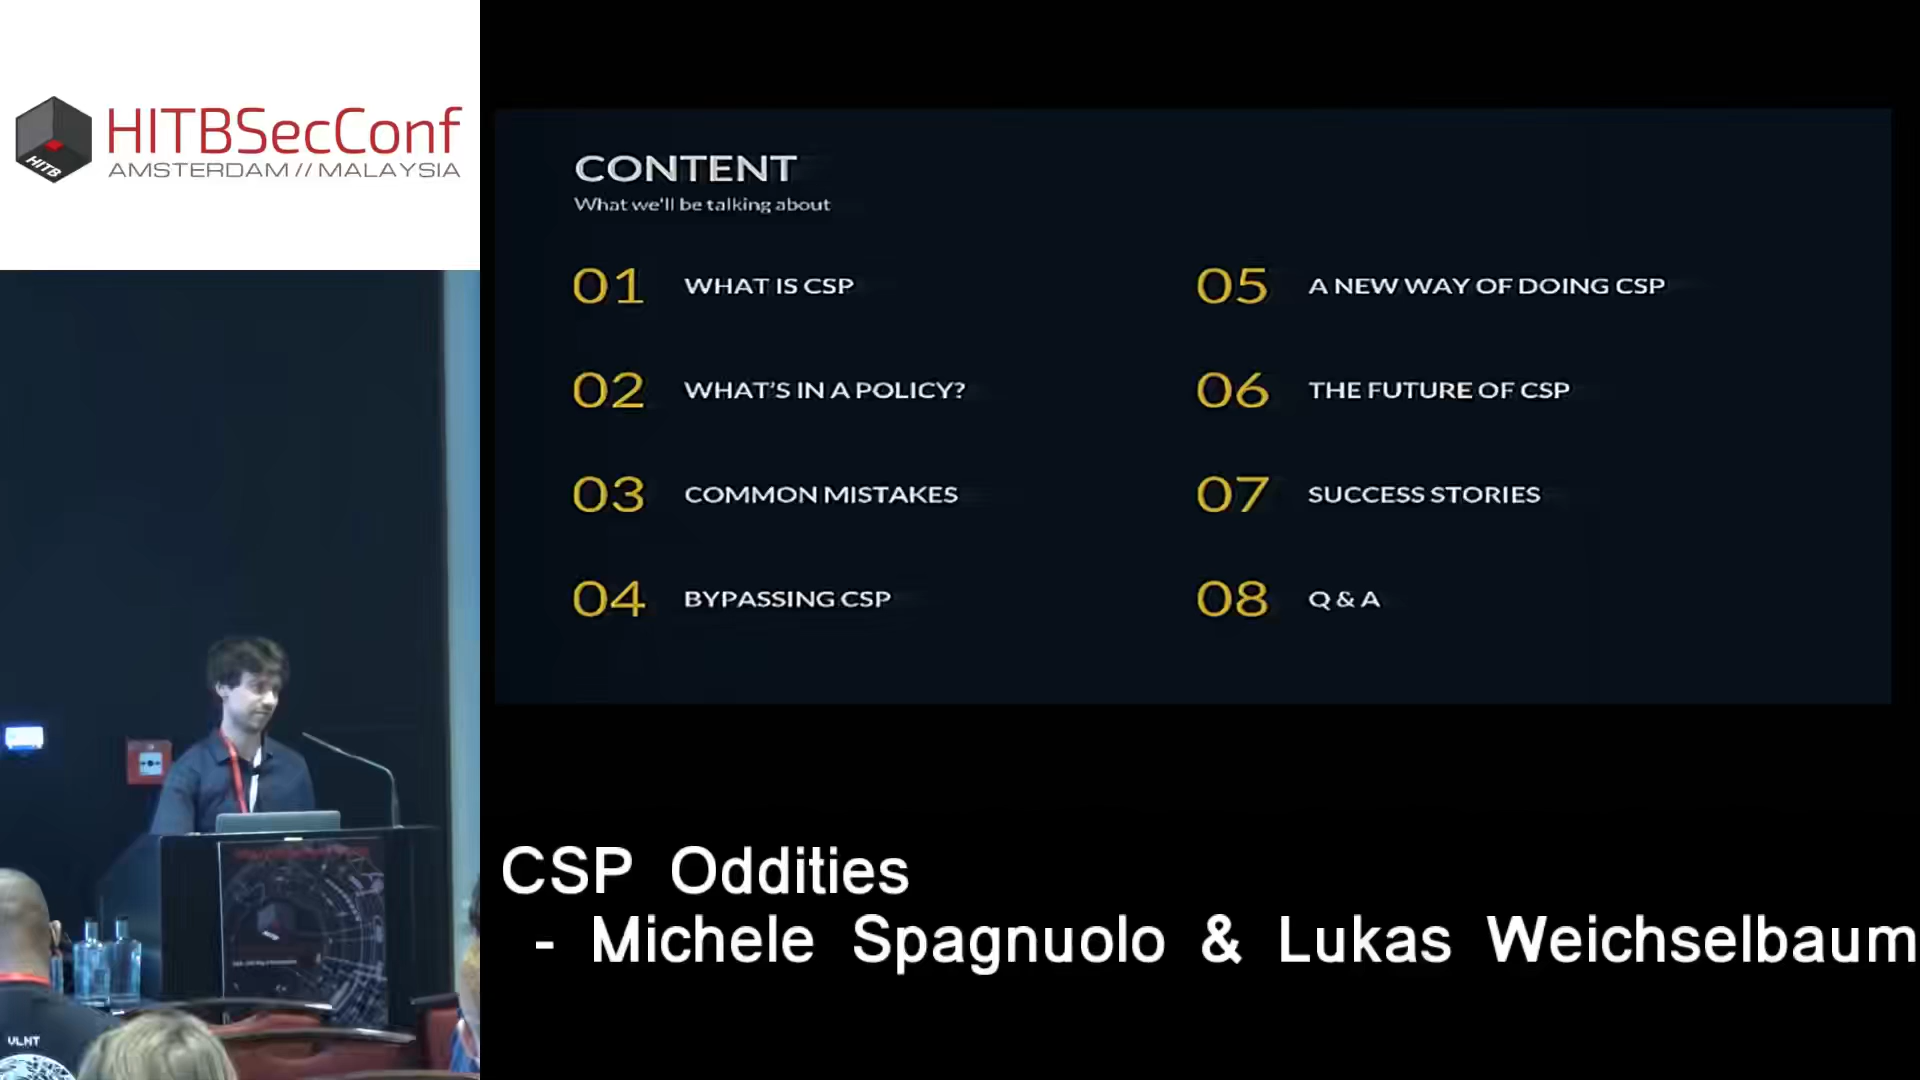 HITBSecConf
AMSTERDAM // MALAYSIA
HITB
CONTENT
What we'll be talking about
01 WHAT IS CSP
02 WHAT'S IN A POLICY?
03 COMMON MISTAKES
04 BYPASSING CSP
05 A NEW WAY OF DOING CSP
06 THE FUTURE OF CSP
07 SUCCESS STORIES
08 Q & A
CSP Oddities
- Michele Spagnuolo & Lukas Weichselbaum
VLNT